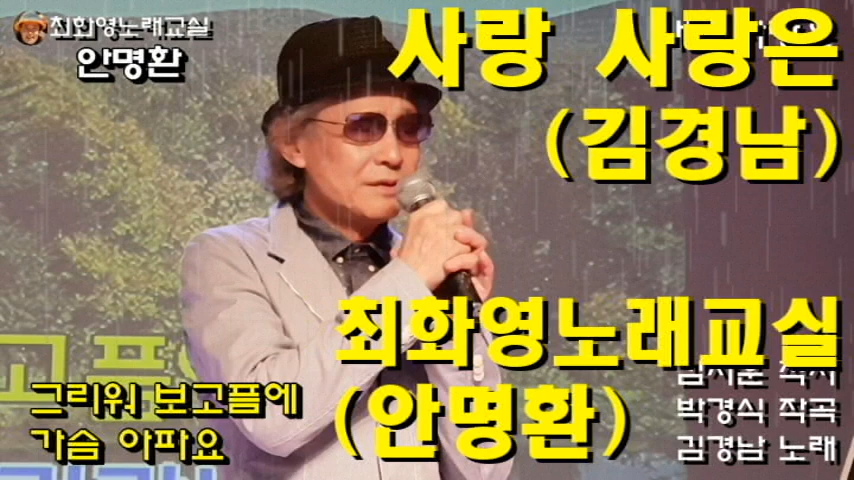 최화영노래교실
안명환
사랑 사랑은
(김경남)
최화영노래교실
(안명환)
그리워 보고픔에
가슴 아파요
작사
박경식 작곡
김경남 노래